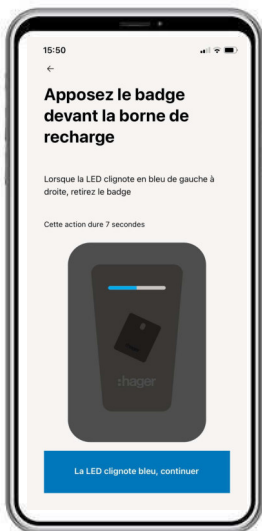 15:50
Apposez le badge
devant la borne de
recharge
Lorsque la LED clignote en bleu de gauche à
droite, retirez le badge
Cette action dure 7 secondes
:hager
La LED clignote bleu, continuer